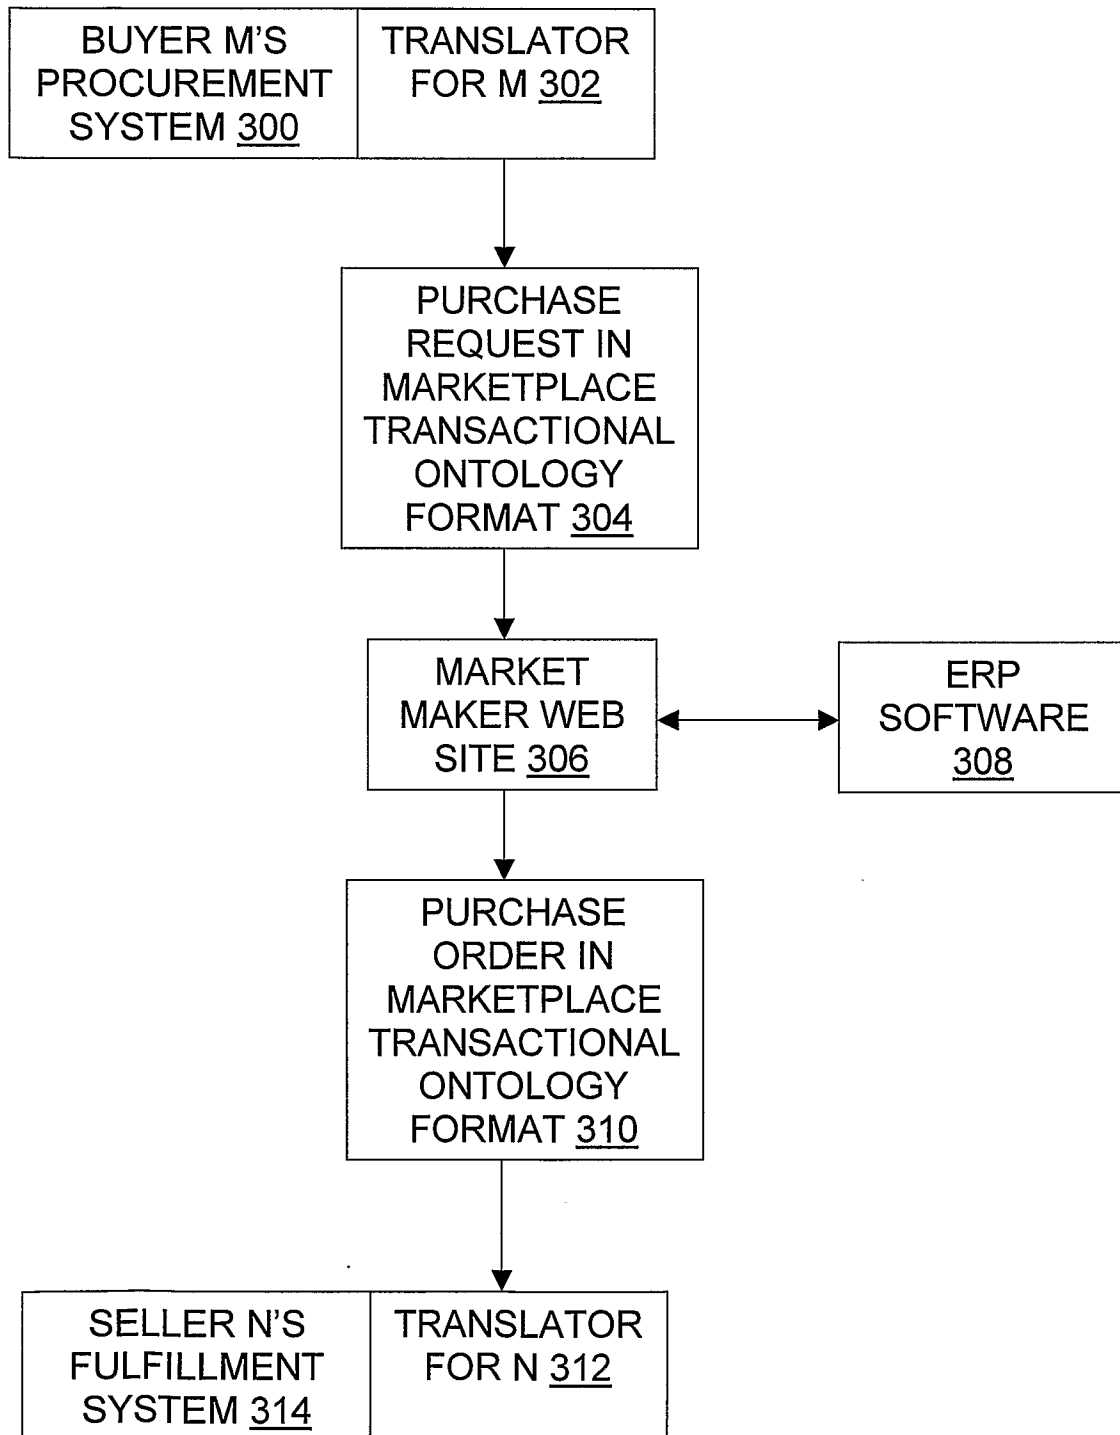 BUYER M'S
PROCUREMENT
SYSTEM 300
TRANSLATOR
FOR M 302
PURCHASE
REQUEST IN
MARKETPLACE
TRANSACTIONAL
ONTOLOGY
FORMAT 304
MARKET
MAKER WEB
SITE 306
ERP
SOFTWARE
308
PURCHASE
ORDER IN
MARKETPLACE
TRANSACTIONAL
ONTOLOGY
FORMAT 310
SELLER N'S
FULFILLMENT
SYSTEM 314
TRANSLATOR
FOR N 312